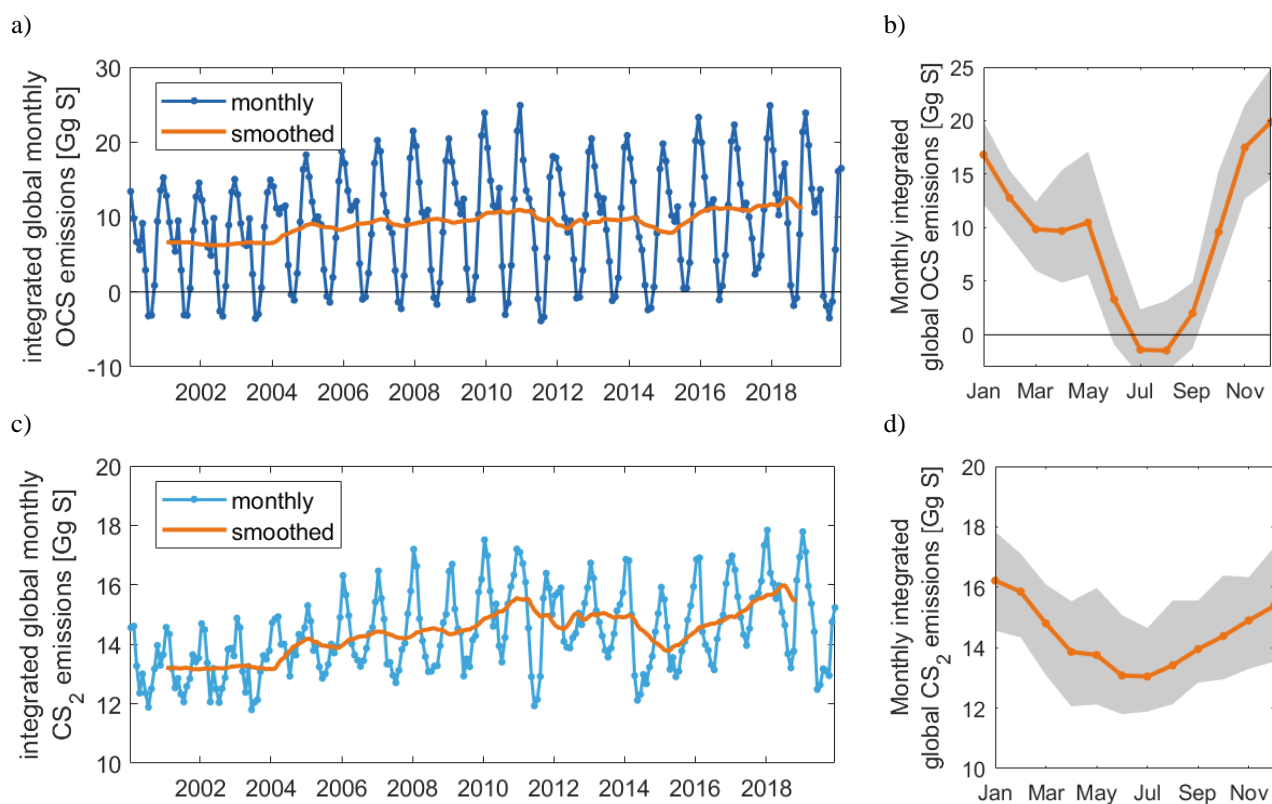 a)
integrated global monthly
OCS emissions [Gg S]
30
20
10
0
-10
monthly
smoothed
2002 2004 2006 2008 2010 2012 2014 2016 2018
b)
Monthly integrated
global OCS emissions [Gg S]
25
20
15
10
5
0
Jan Mar May Jul Sep Nov
c)
integrated global monthly
CS2 emissions [Gg S]
20
18
16
14
12
10
monthly
smoothed
2002 2004 2006 2008 2010 2012 2014 2016 2018
d)
Monthly integrated
global CS2 emissions [Gg S]
20
18
16
14
12
10
Jan Mar May Jul Sep Nov